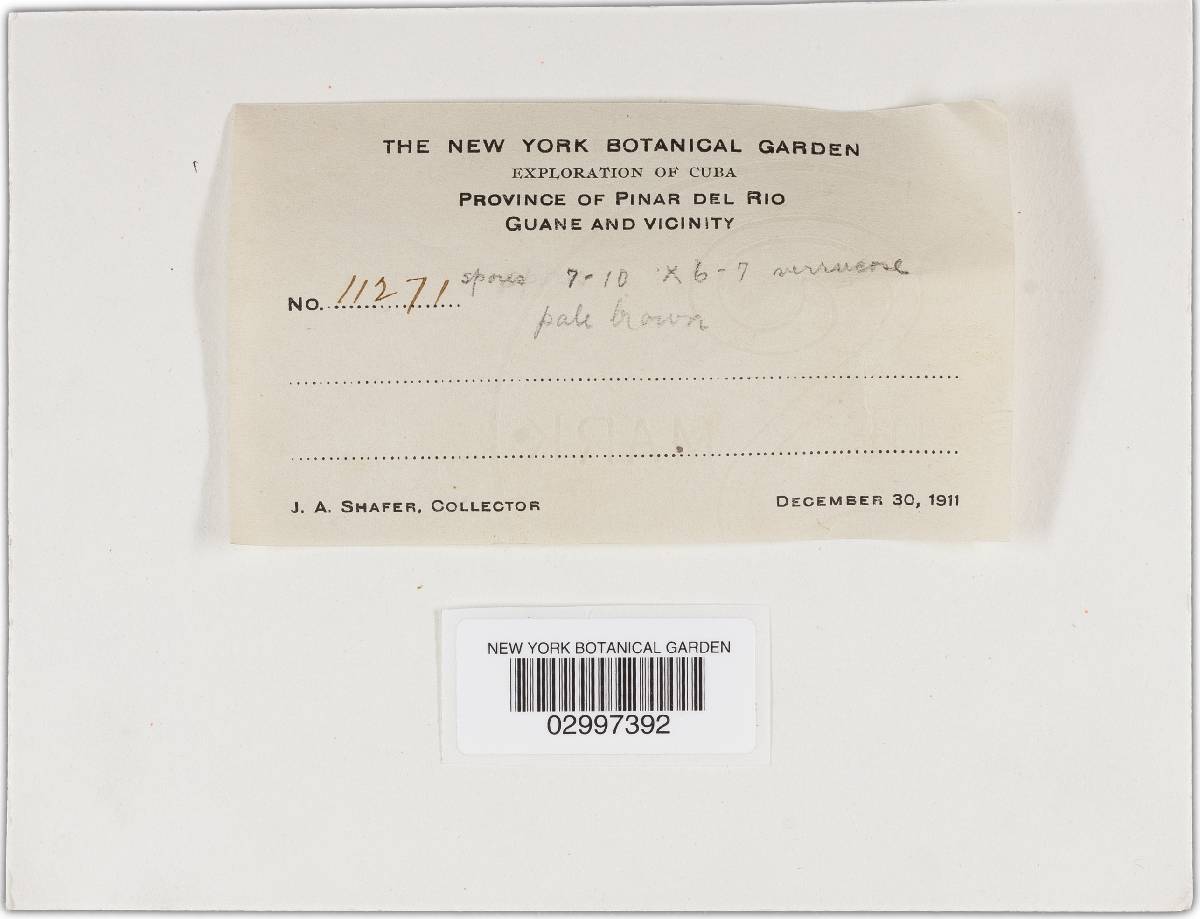 THE NEW YORK BOTANICAL GARDEN
EXPLORATION OF CUBA
PROVINCE OF PINAR DEL RIO
GUANE AND VICINITY
spores 7-10 x 6-7 verrucose
No. 11271
pale brown
J. A. SHAFER, COLLECTOR DECEMBER 30, 1911
NEW YORK BOTANICAL GARDEN
02997392